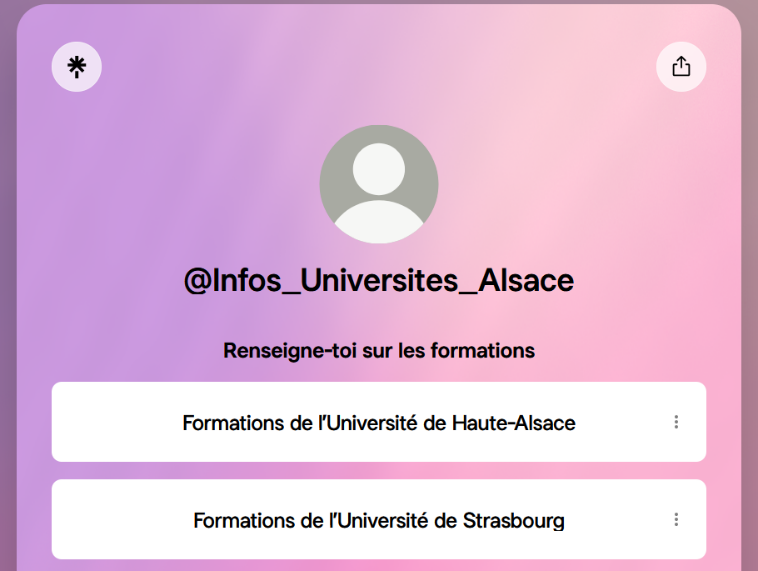 @Infos_Universites_Alsace
Renseigne-toi sur les formations
Formations de l'Université de Haute-Alsace
Formations de l'Université de Strasbourg